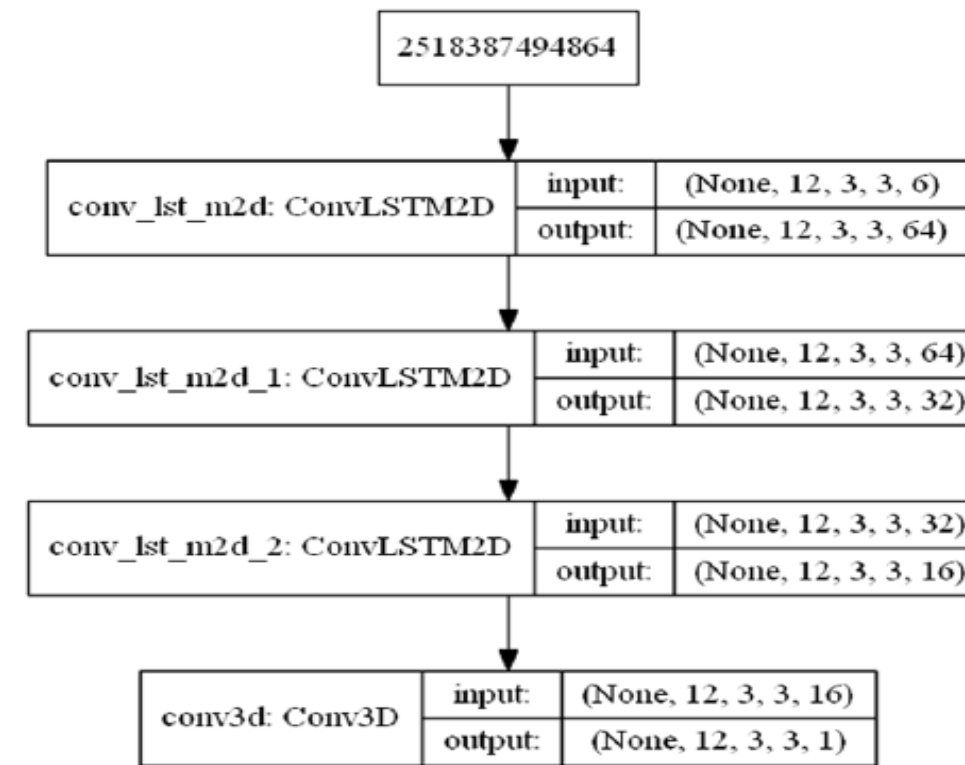 2518387494864
conv_lst_m2d: ConvLSTM2D
input: (None, 12, 3, 3, 6)
output: (None, 12, 3, 3, 64)
conv_lst_m2d_1: ConvLSTM2D
input: (None, 12, 3, 3, 64)
output: (None, 12, 3, 3, 32)
conv_lst_m2d_2: ConvLSTM2D
input: (None, 12, 3, 3, 32)
output: (None, 12, 3, 3, 16)
conv3d: Conv3D
input: (None, 12, 3, 3, 16)
output: (None, 12, 3, 3, 1)